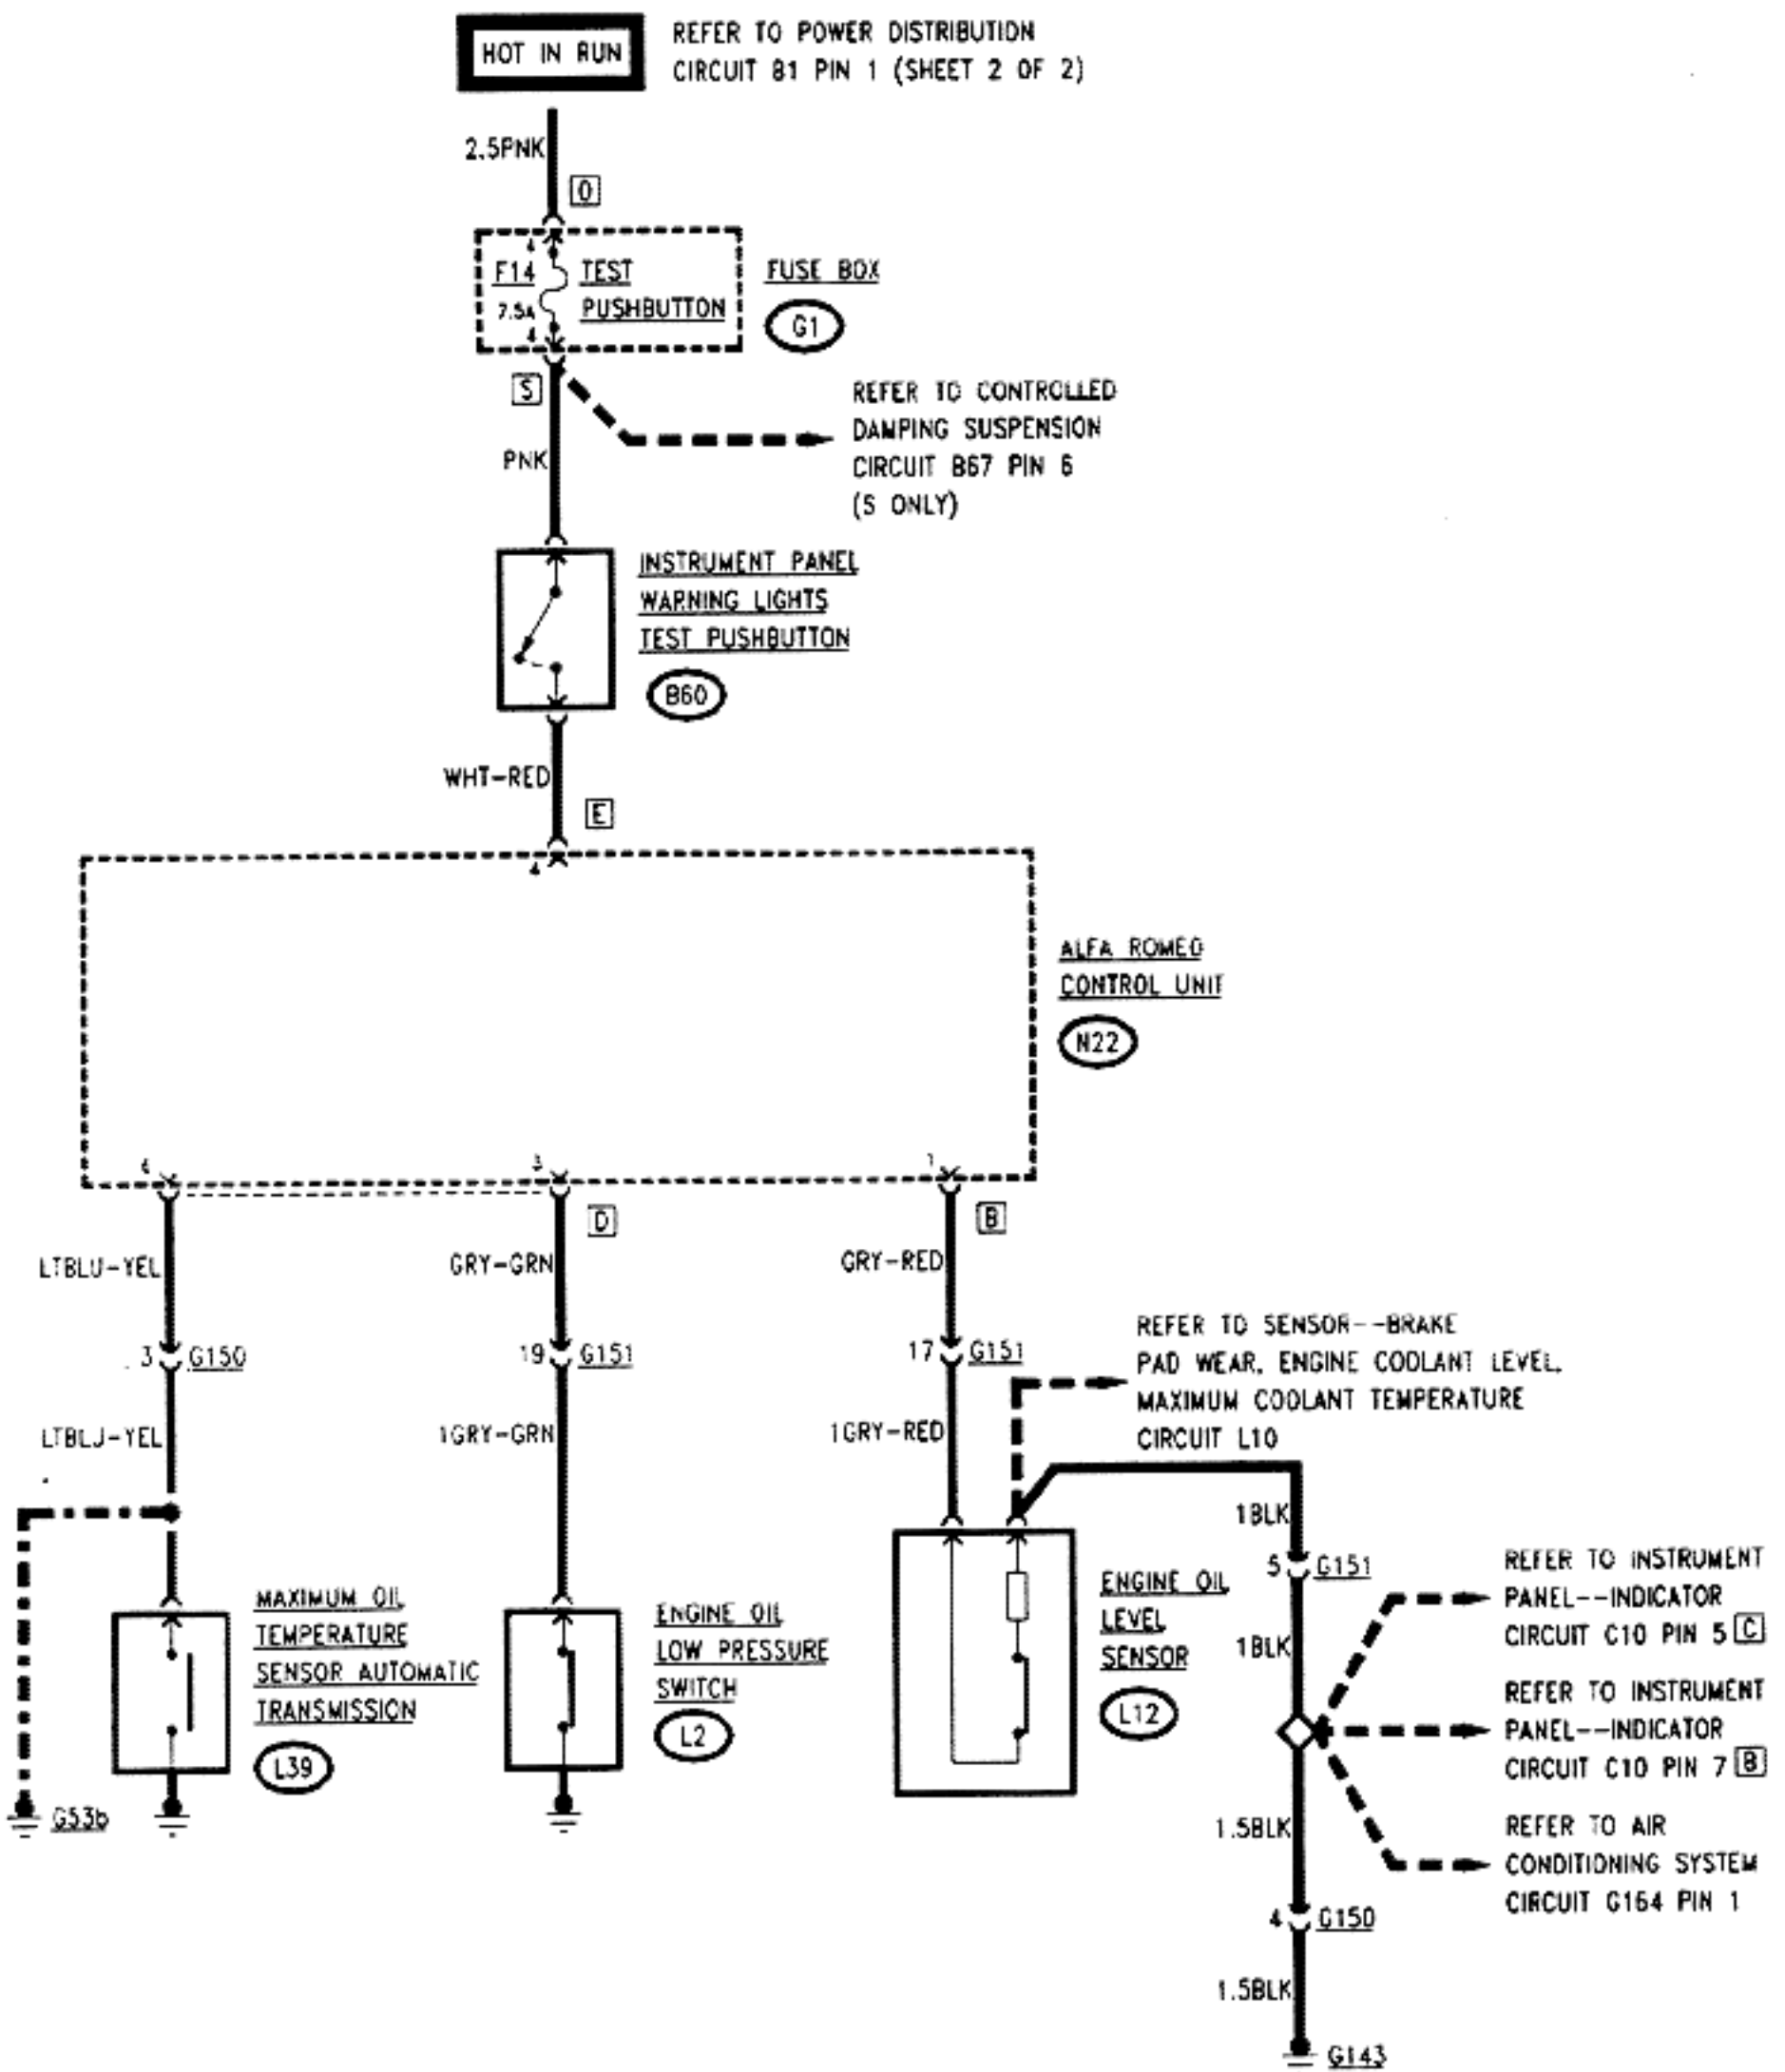 HOT IN RUN
REFER TO POWER DISTRIBUTION
CIRCUIT B1 PIN 1 (SHEET 2 OF 2)
2.5PNK
O
4
F14
7.5A
4
TEST
PUSHBUTTON
FUSE BOX
G1
S
PNK
REFER TO CONTROLLED
DAMPING SUSPENSION
CIRCUIT B67 PIN 6
(S ONLY)
INSTRUMENT PANEL
WARNING LIGHTS
TEST PUSHBUTTON
B60
WHT-RED
E
4
ALFA ROMEO
CONTROL UNIT
N22
3
1
D
B
LTBLU-YEL
GRY-GRN
GRY-RED
3 G150
19 G151
17 G151
LTBLU-YEL
1GRY-GRN
1GRY-RED
REFER TO SENSOR--BRAKE
PAD WEAR, ENGINE COOLANT LEVEL,
MAXIMUM COOLANT TEMPERATURE
CIRCUIT L10
1BLK
5 G151
1BLK
MAXIMUM OIL
TEMPERATURE
SENSOR AUTOMATIC
TRANSMISSION
L39
ENGINE OIL
LOW PRESSURE
SWITCH
L2
ENGINE OIL
LEVEL
SENSOR
L12
REFER TO INSTRUMENT
PANEL--INDICATOR
CIRCUIT C10 PIN 5 C
REFER TO INSTRUMENT
PANEL--INDICATOR
CIRCUIT C10 PIN 7 B
REFER TO AIR
CONDITIONING SYSTEM
CIRCUIT G164 PIN 1
G53b
1.5BLK
4 G150
1.5BLK
G143